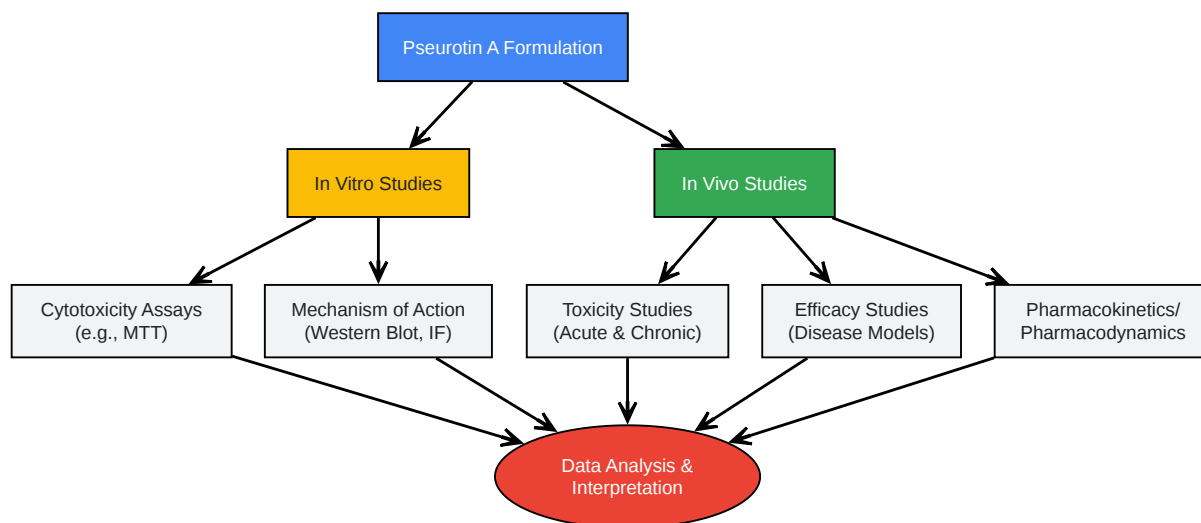 Pseurotin A Formulation
In Vitro Studies
In Vivo Studies
Cytotoxicity Assays
(e.g., MTT)
Mechanism of Action
(Western Blot, IF)
Toxicity Studies
(Acute & Chronic)
Efficacy Studies
(Disease Models)
Pharmacokinetics/
Pharmacodynamics
Data Analysis &
Interpretation